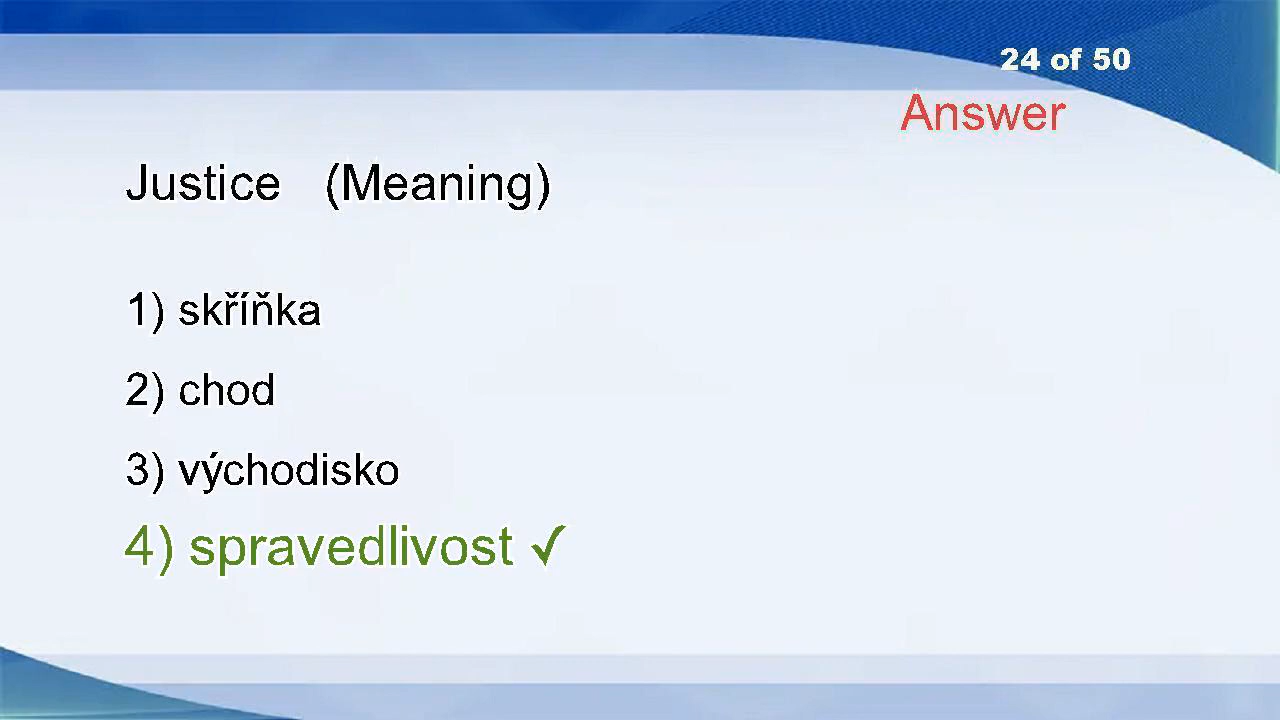 24 of 50
Answer
Justice (Meaning)
1) skříňka
2) chod
3) východisko
4) spravedlivost ✓